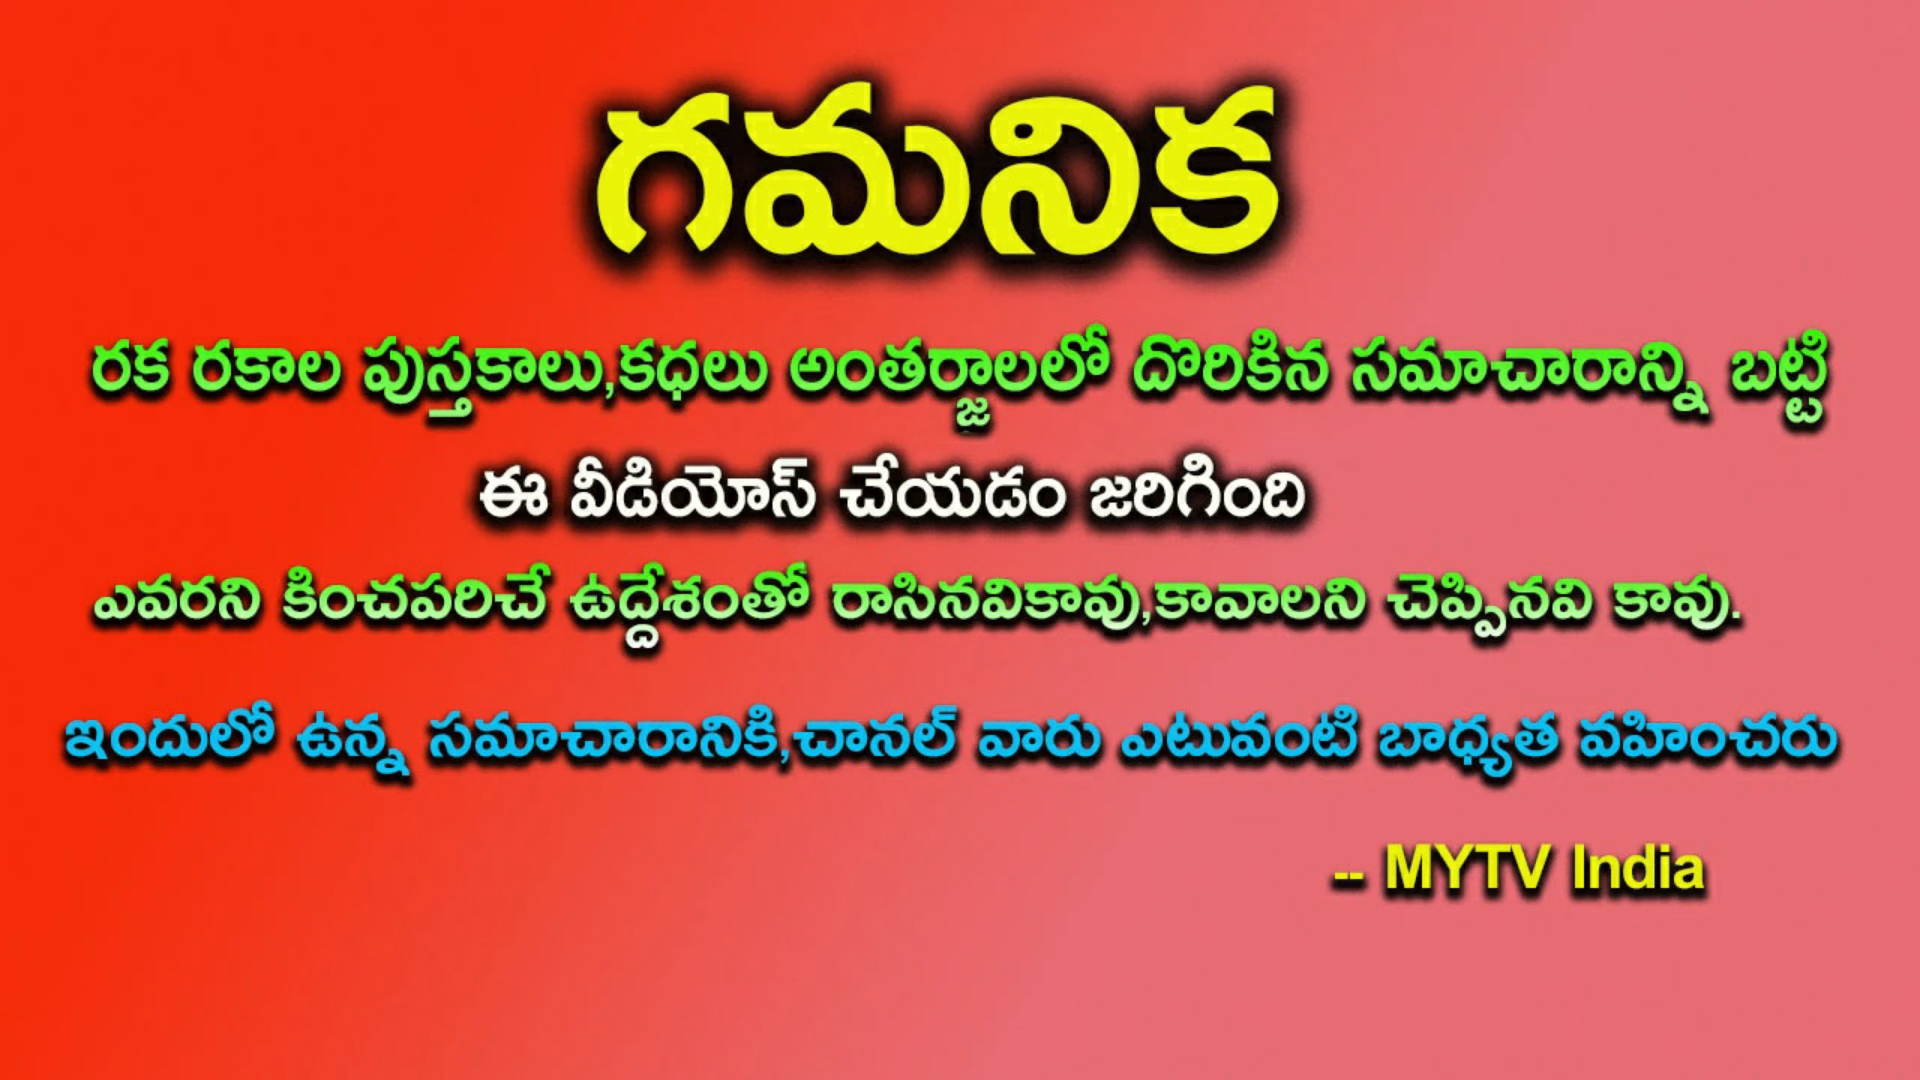 గమనిక
రక రకాల పుస్తకాలు,కధలు అంతర్జాలలో దొరికిన సమాచారాన్ని బట్టి
ఈ వీడియోస్ చేయడం జరిగింది
ఎవరని కించపరిచే ఉద్దేశంతో రాసినవికావు,కావాలని చెప్పినవి కావు.
ఇందులో ఉన్న సమాచారానికి,చానల్ వారు ఎటువంటి బాధ్యత వహించరు
-- MYTV India